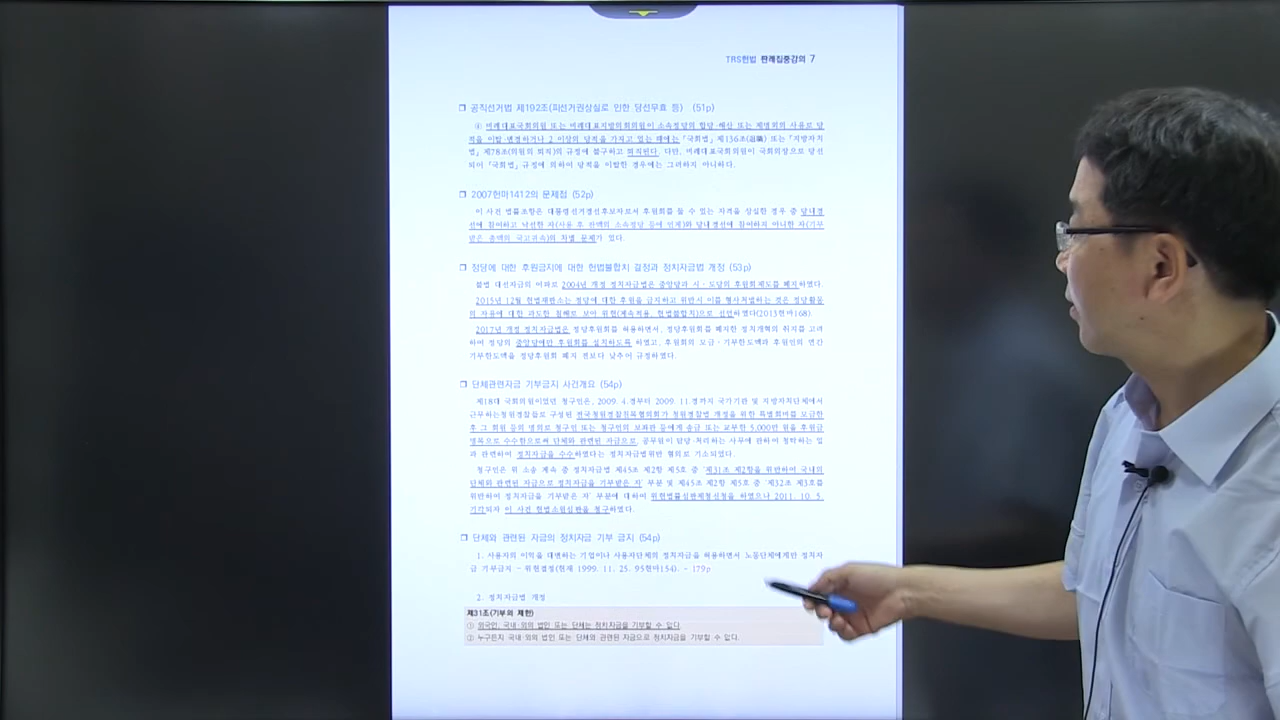 TRS헌법 판례집중강의 7
❒ 공직선거법 제192조(피선거권상실로 인한 당선무효 등) (51p)
④ 비례대표국회의원 또는 비례대표지방의회의원이 소속정당의 합당·해산 또는 제명외의 사유로 당
적을 이탈·변경하거나 2 이상의 당적을 가지고 있는 때에는 「국회법」 제136조(退職) 또는 「지방자치
법」 제78조(의원의 퇴직)의 규정에 불구하고 퇴직된다. 다만, 비례대표국회의원이 국회의장으로 당선
되어 「국회법」 규정에 의하여 당적을 이탈한 경우에는 그러하지 아니하다.
❒ 2007헌마1412의 문제점 (52p)
이 사건 법률조항은 대통령선거경선후보자로서 후원회를 둘 수 있는 자격을 상실한 경우 중 당내경
선에 참여하고 낙선한 자(사용 후 잔액의 소속정당 등에 인계)와 당내경선에 참여하지 아니한 자(기부
받은 총액의 국고귀속)의 차별 문제가 있다.
❒ 정당에 대한 후원금지에 대한 헌법불합치 결정과 정치자금법 개정 (53p)
불법 대선자금의 여파로 2004년 개정 정치자금법은 중앙당과 시·도당의 후원회제도를 폐지하였다.
2015년 12월 헌법재판소는 정당에 대한 후원을 금지하고 위반시 이를 형사처벌하는 것은 정당활동
의 자유에 대한 과도한 침해로 보아 위헌(계속적용, 헌법불합치)으로 선언하였다(2013헌바168).
2017년 개정 정치자금법은 정당후원회를 허용하면서, 정당후원회를 폐지한 정치개혁의 취지를 고려
하여 정당의 중앙당에만 후원회를 설치하도록 하였고, 후원회의 모금·기부한도액과 후원인의 연간
기부한도액을 정당후원회 폐지 전보다 낮추어 규정하였다.
❒ 단체관련자금 기부금지 사건개요 (54p)
제18대 국회의원이었던 청구인은, 2009. 4.경부터 2009. 11.경까지 국가기관 및 지방자치단체에서
근무하는청원경찰들로 구성된 전국청원경찰친목협의회가 청원경찰법 개정을 위한 특별회비를 모금한
후 그 회원 등의 명의로 청구인 또는 청구인의 보좌관 등에게 송금 또는 교부한 5,000만 원을 후원금
명목으로 수수함으로써 단체와 관련된 자금으로, 공무원이 담당·처리하는 사무에 관하여 청탁하는 일
과 관련하여 정치자금을 수수하였다는 정치자금법위반 혐의로 기소되었다.
청구인은 위 소송 계속 중 정치자금법 제45조 제2항 제5호 중 '제31조 제2항을 위반하여 국내외
단체와 관련된 자금으로 정치자금을 기부받은 자' 부분 및 제45조 제2항 제5호 중 '제32조 제3호를
위반하여 정치자금을 기부받은 자' 부분에 대하여 위헌법률심판제청신청을 하였으나 2011. 10. 5.
기각되자 이 사건 헌법소원심판을 청구하였다.
❒ 단체와 관련된 자금의 정치자금 기부 금지 (54p)
1. 사용자의 이익을 대변하는 기업이나 사용자단체의 정치자금을 허용하면서 노동단체에게만 정치자
금 기부금지 - 위헌결정(헌재 1999. 11. 25. 95헌마154). - 179p
2. 정치자금법 개정
제31조(기부의 제한)
① 외국인, 국내·외의 법인 또는 단체는 정치자금을 기부할 수 없다.
② 누구든지 국내·외의 법인 또는 단체와 관련된 자금으로 정치자금을 기부할 수 없다.